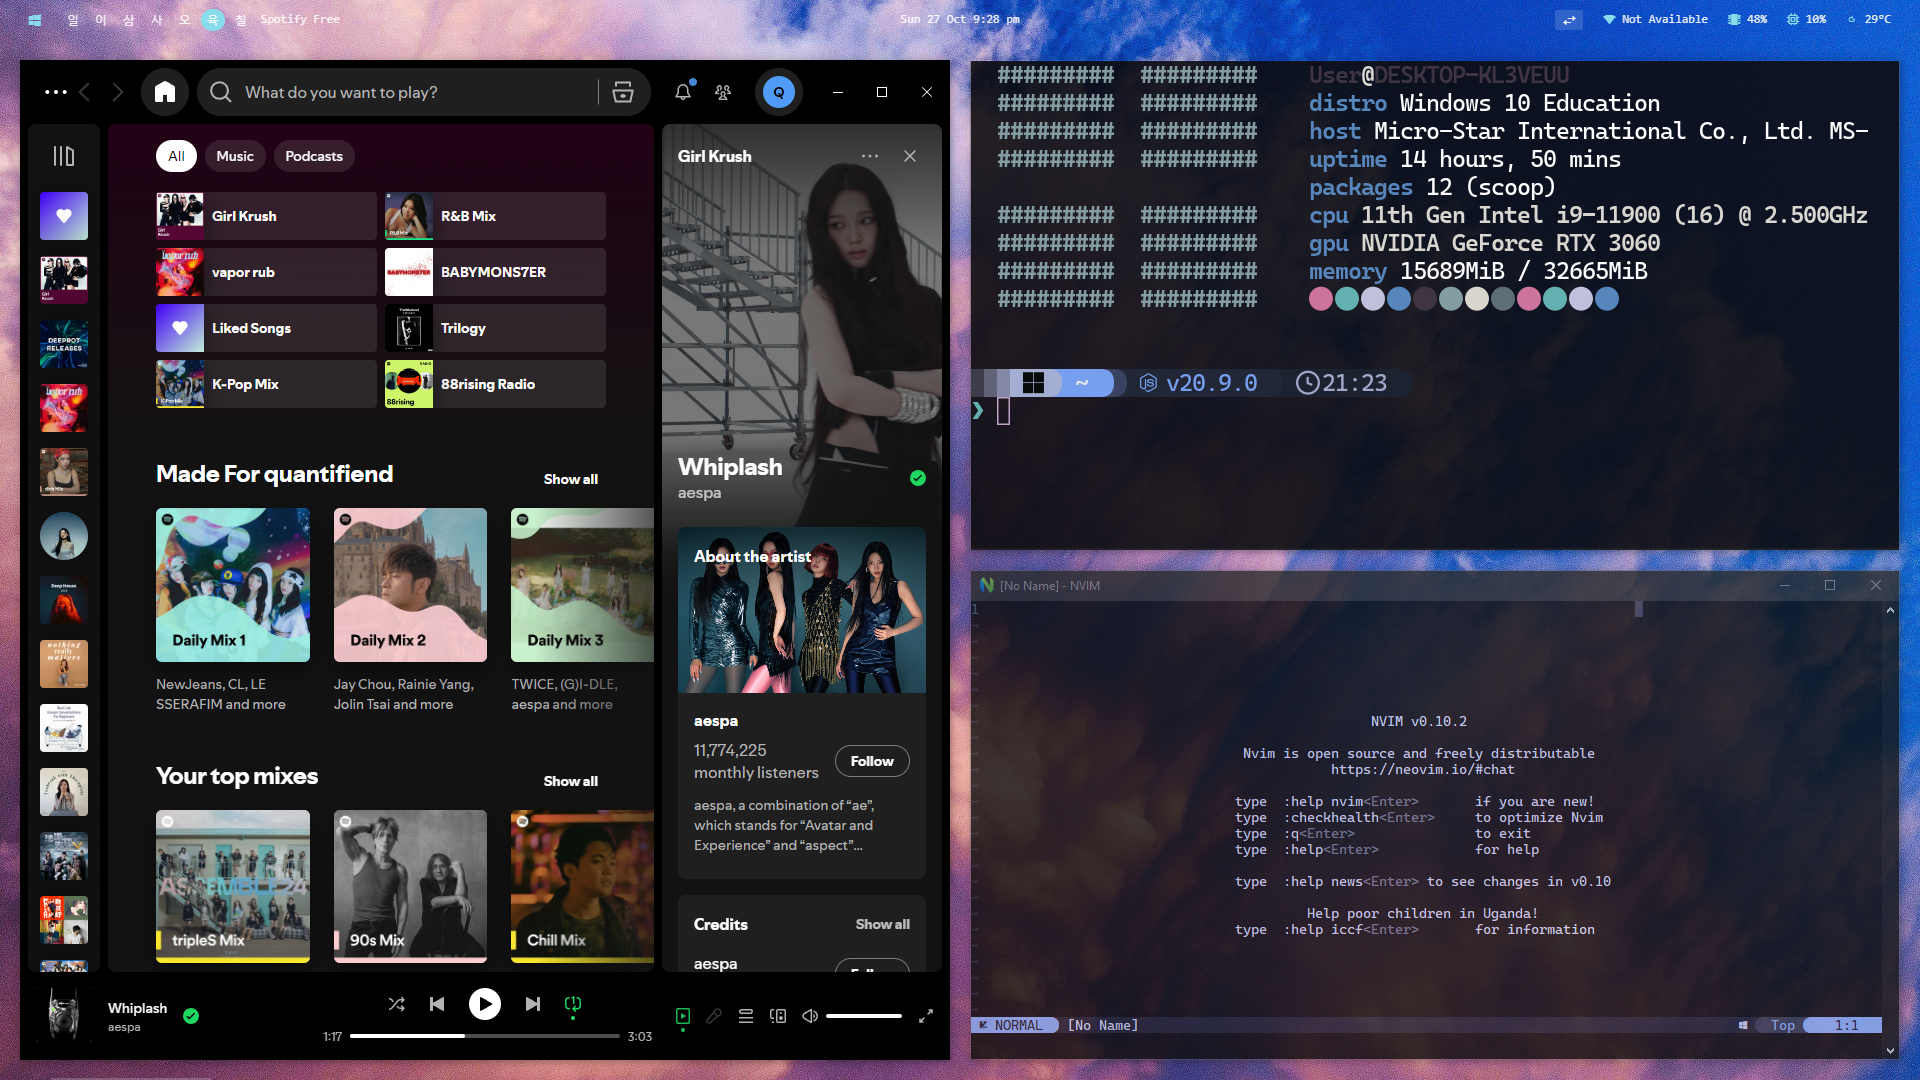 일 이 삼 사 오 육 칠 Spotify Free
Sun 27 Oct 9:28 pm
Not Available 48% 10% 29°C
What do you want to play?
Q
All Music Podcasts
Girl Krush
R&B Mix
vapor rub
BABYMONS7ER
Liked Songs
Trilogy
K-Pop Mix
88rising Radio
Made For quantifiend
Show all
Daily Mix 1
Daily Mix 2
Daily Mix 3
NewJeans, CL, LE
SSERAFIM and more
Jay Chou, Rainie Yang,
Jolin Tsai and more
TWICE, (G)I-DLE,
aespa and more
Your top mixes
Show all
tripleS Mix
90s Mix
Chill Mix
DEEPROT
RELEASES
Deep House
nothing
really
matters
Girl Krush
Whiplash
aespa
About the artist
aespa
11,774,225
monthly listeners
Follow
aespa, a combination of “ae”,
which stands for “Avatar and
Experience” and “aspect”...
Credits
Show all
aespa
Whiplash
aespa
1:17
3:03
######### #########
######### #########
######### #########
######### #########
######### #########
######### #########
######### #########
######### #########
User@DESKTOP-KL3VEUU
distro Windows 10 Education
host Micro-Star International Co., Ltd. MS-
uptime 14 hours, 50 mins
packages 12 (scoop)
cpu 11th Gen Intel i9-11900 (16) @ 2.500GHz
gpu NVIDIA GeForce RTX 3060
memory 15689MiB / 32665MiB
~ v20.9.0 21:23
❯
[No Name] - NVIM
1
NVIM v0.10.2
Nvim is open source and freely distributable
https://neovim.io/#chat
type :help nvim<Enter> if you are new!
type :checkhealth<Enter> to optimize Nvim
type :q<Enter> to exit
type :help<Enter> for help
type :help news<Enter> to see changes in v0.10
Help poor children in Uganda!
type :help iccf<Enter> for information
NORMAL [No Name]
Top 1:1